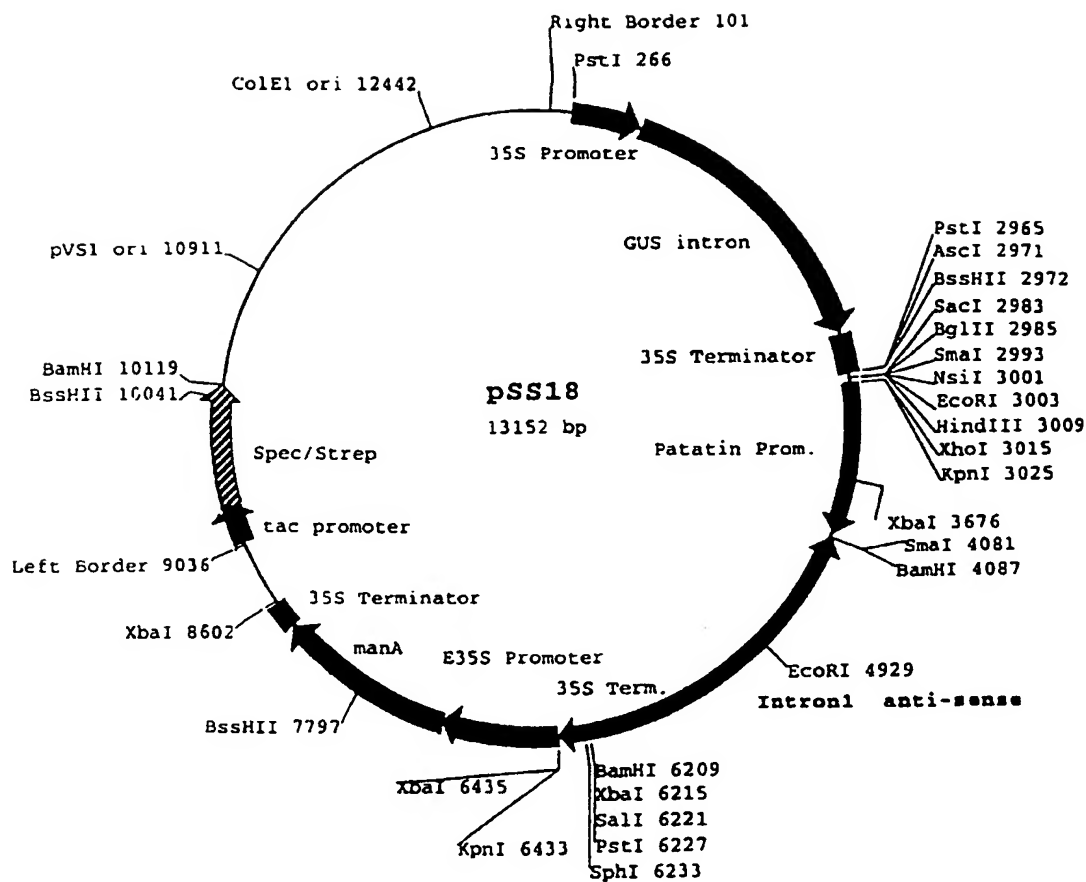 Right Border 101
PstI 266
ColE1 ori 12442
35S Promoter
GUS intron
pVS1 ori 10911
PstI 2965
AscI 2971
BssHII 2972
SacI 2983
BglII 2985
SmaI 2993
NsiI 3001
EcoRI 3003
HindIII 3009
XhoI 3015
KpnI 3025
35S Terminator
BamHI 10119
BssHII 10041
pSS18
13152 bp
Patatin Prom.
Spec/Strep
XbaI 3676
SmaI 4081
BamHI 4087
tac promoter
Left Border 9036
35S Terminator
XbaI 8602
manA
E35S Promoter
EcoRI 4929
35S Term.
Intron1 anti-sense
BssHII 7797
XbaI 6435
KpnI 6433
BamHI 6209
XbaI 6215
SalI 6221
PstI 6227
SphI 6233